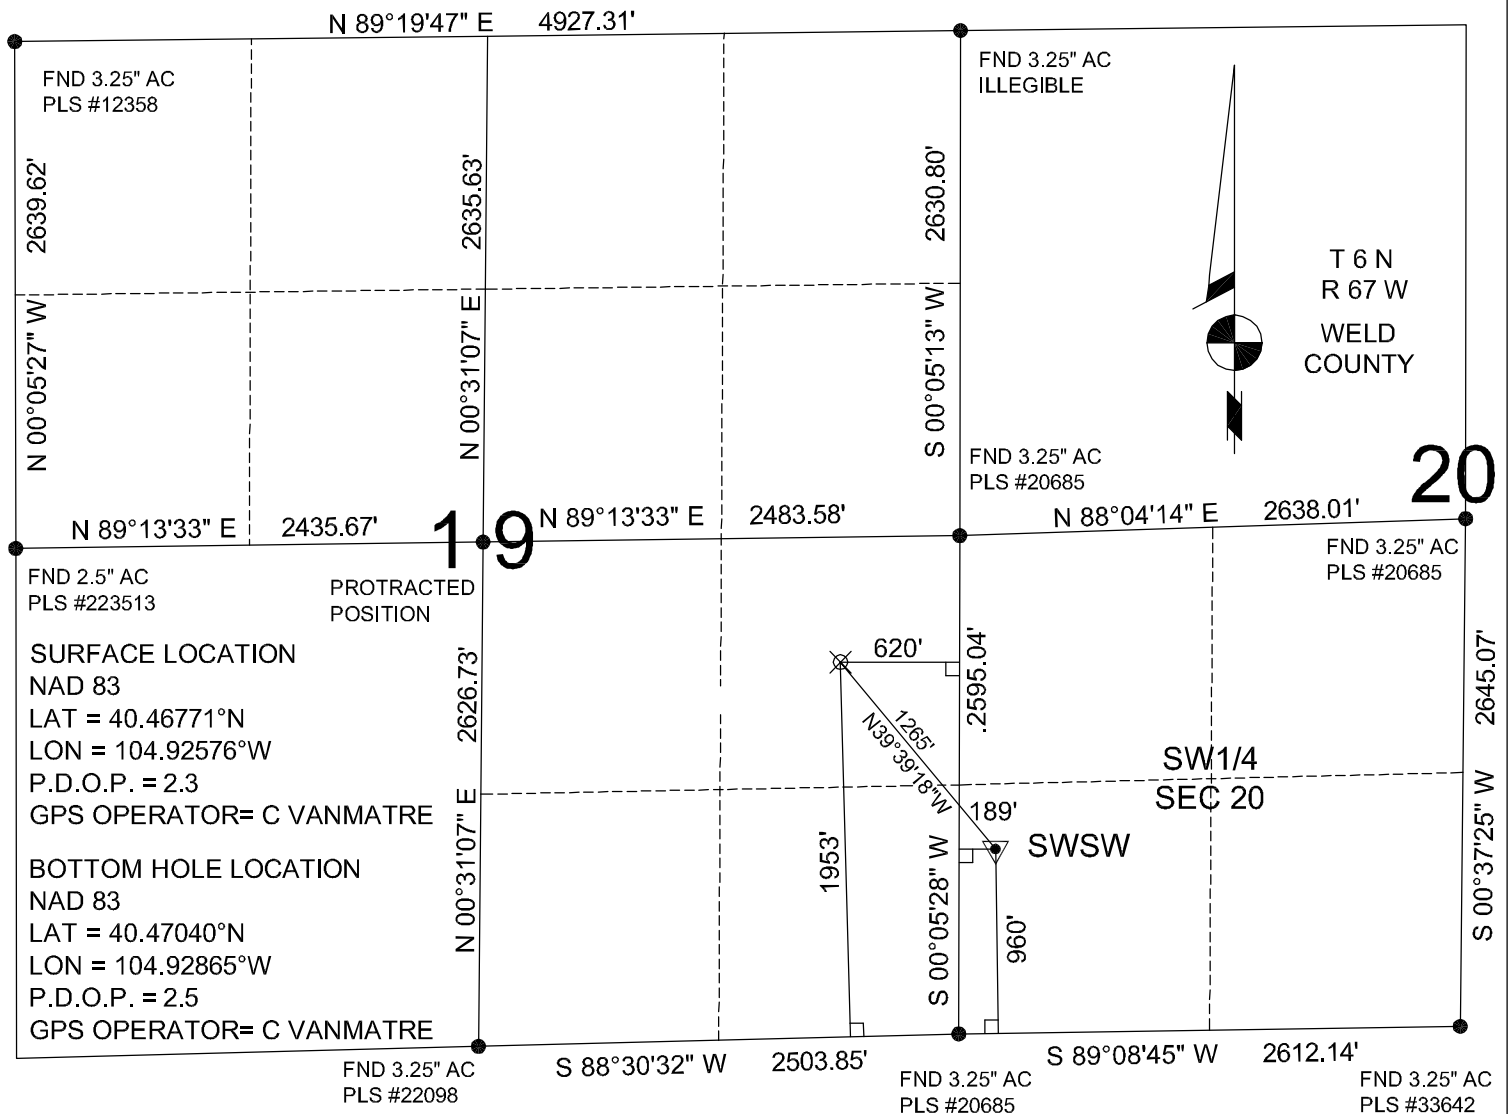 N 89°19'47" E 4927.31'
FND 3.25" AC
PLS #12358
FND 3.25" AC
ILLEGIBLE
2639.62'
N 00°05'27" W
2635.63'
N 00°31'07" E
2630.80'
S 00°05'13" W
T 6 N
R 67 W
WELD
COUNTY
FND 3.25" AC
PLS #20685
20
N 89°13'33" E 2435.67'
19
N 89°13'33" E 2483.58'
N 88°04'14" E 2638.01'
FND 2.5" AC
PLS #223513
PROTRACTED
POSITION
FND 3.25" AC
PLS #20685
SURFACE LOCATION
NAD 83
LAT = 40.46771°N
LON = 104.92576°W
P.D.O.P. = 2.3
GPS OPERATOR= C VANMATRE
BOTTOM HOLE LOCATION
NAD 83
LAT = 40.47040°N
LON = 104.92865°W
P.D.O.P. = 2.5
GPS OPERATOR= C VANMATRE
2626.73'
N 00°31'07" E
620'
1265'
N39°39'18"W
1953'
.2595.04'
S 00°05'28" W
189'
SWSW
960'
SW1/4
SEC 20
2645.07'
S 00°37'25" W
S 88°30'32" W 2503.85'
S 89°08'45" W 2612.14'
FND 3.25" AC
PLS #22098
FND 3.25" AC
PLS #20685
FND 3.25" AC
PLS #33642